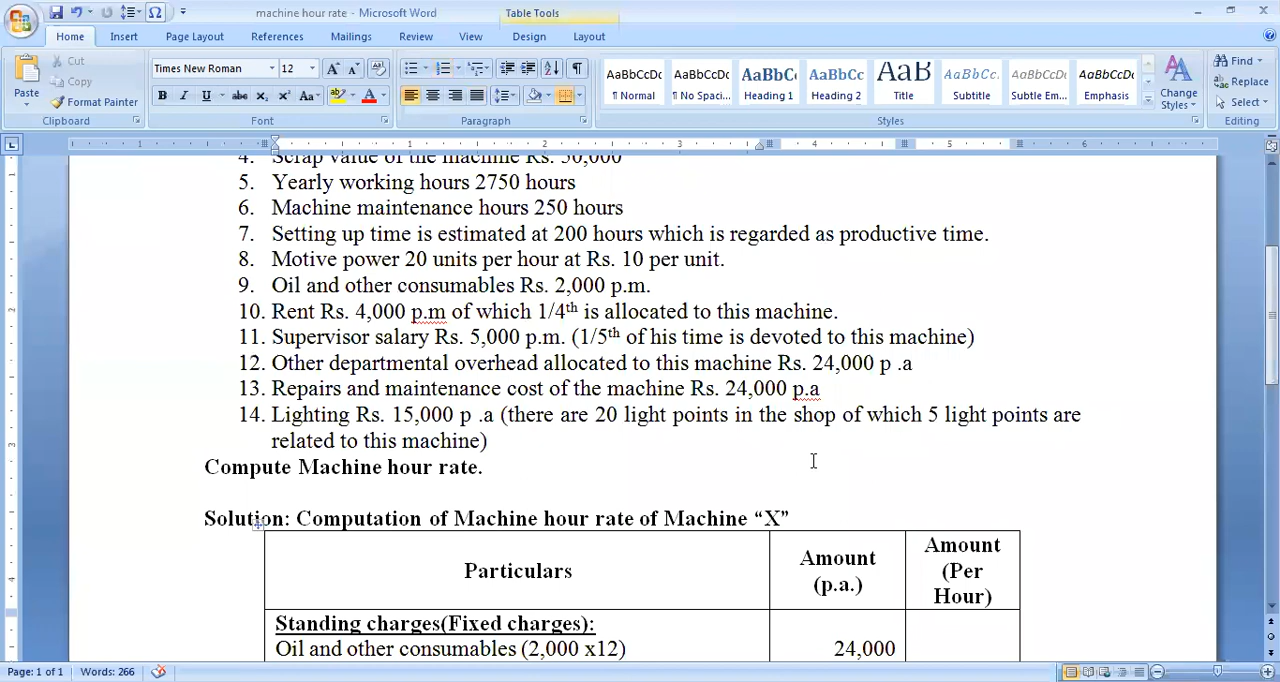 machine hour rate - Microsoft Word
Table Tools
Home Insert Page Layout References Mailings Review View Design Layout
Paste
Cut
Copy
Format Painter
Clipboard
Times New Roman 12
Font
Paragraph
AaBbCcDc AaBbCcDc AaBbC AaBbCc AaB AaBbCc. AaBbCcDc AaBbCcDc
¶ Normal ¶ No Spaci... Heading 1 Heading 2 Title Subtitle Subtle Em... Emphasis
Change Styles
Styles
Find
Replace
Select
Editing
4. Scrap value of the machine Rs. 50,000
5. Yearly working hours 2750 hours
6. Machine maintenance hours 250 hours
7. Setting up time is estimated at 200 hours which is regarded as productive time.
8. Motive power 20 units per hour at Rs. 10 per unit.
9. Oil and other consumables Rs. 2,000 p.m.
10. Rent Rs. 4,000 p.m of which 1/4th is allocated to this machine.
11. Supervisor salary Rs. 5,000 p.m. (1/5th of his time is devoted to this machine)
12. Other departmental overhead allocated to this machine Rs. 24,000 p .a
13. Repairs and maintenance cost of the machine Rs. 24,000 p.a
14. Lighting Rs. 15,000 p .a (there are 20 light points in the shop of which 5 light points are
related to this machine)
Compute Machine hour rate.
Solution: Computation of Machine hour rate of Machine “X”
Particulars
Amount
(p.a.)
Amount
(Per
Hour)
Standing charges(Fixed charges):
Oil and other consumables (2,000 x12) 24,000
Page: 1 of 1 Words: 266